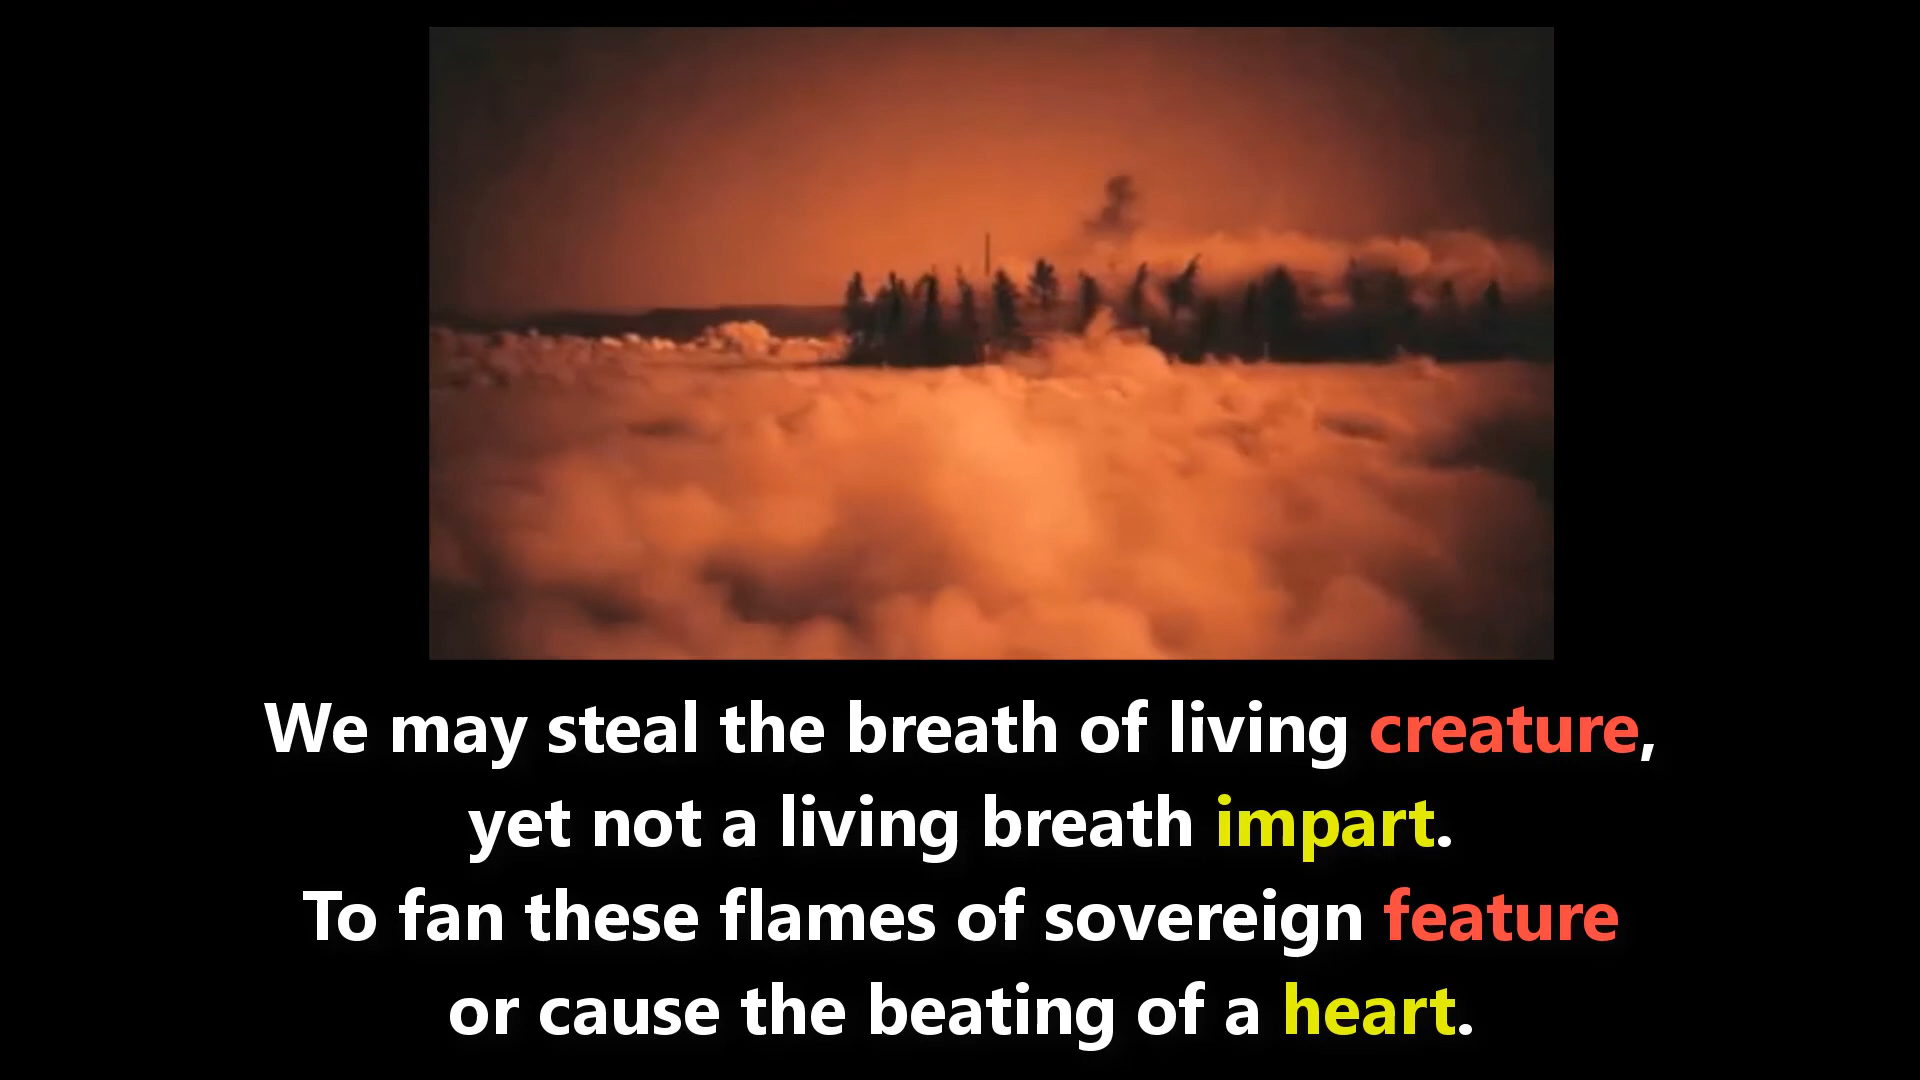 We may steal the breath of living creature,
yet not a living breath impart.
To fan these flames of sovereign feature
or cause the beating of a heart.